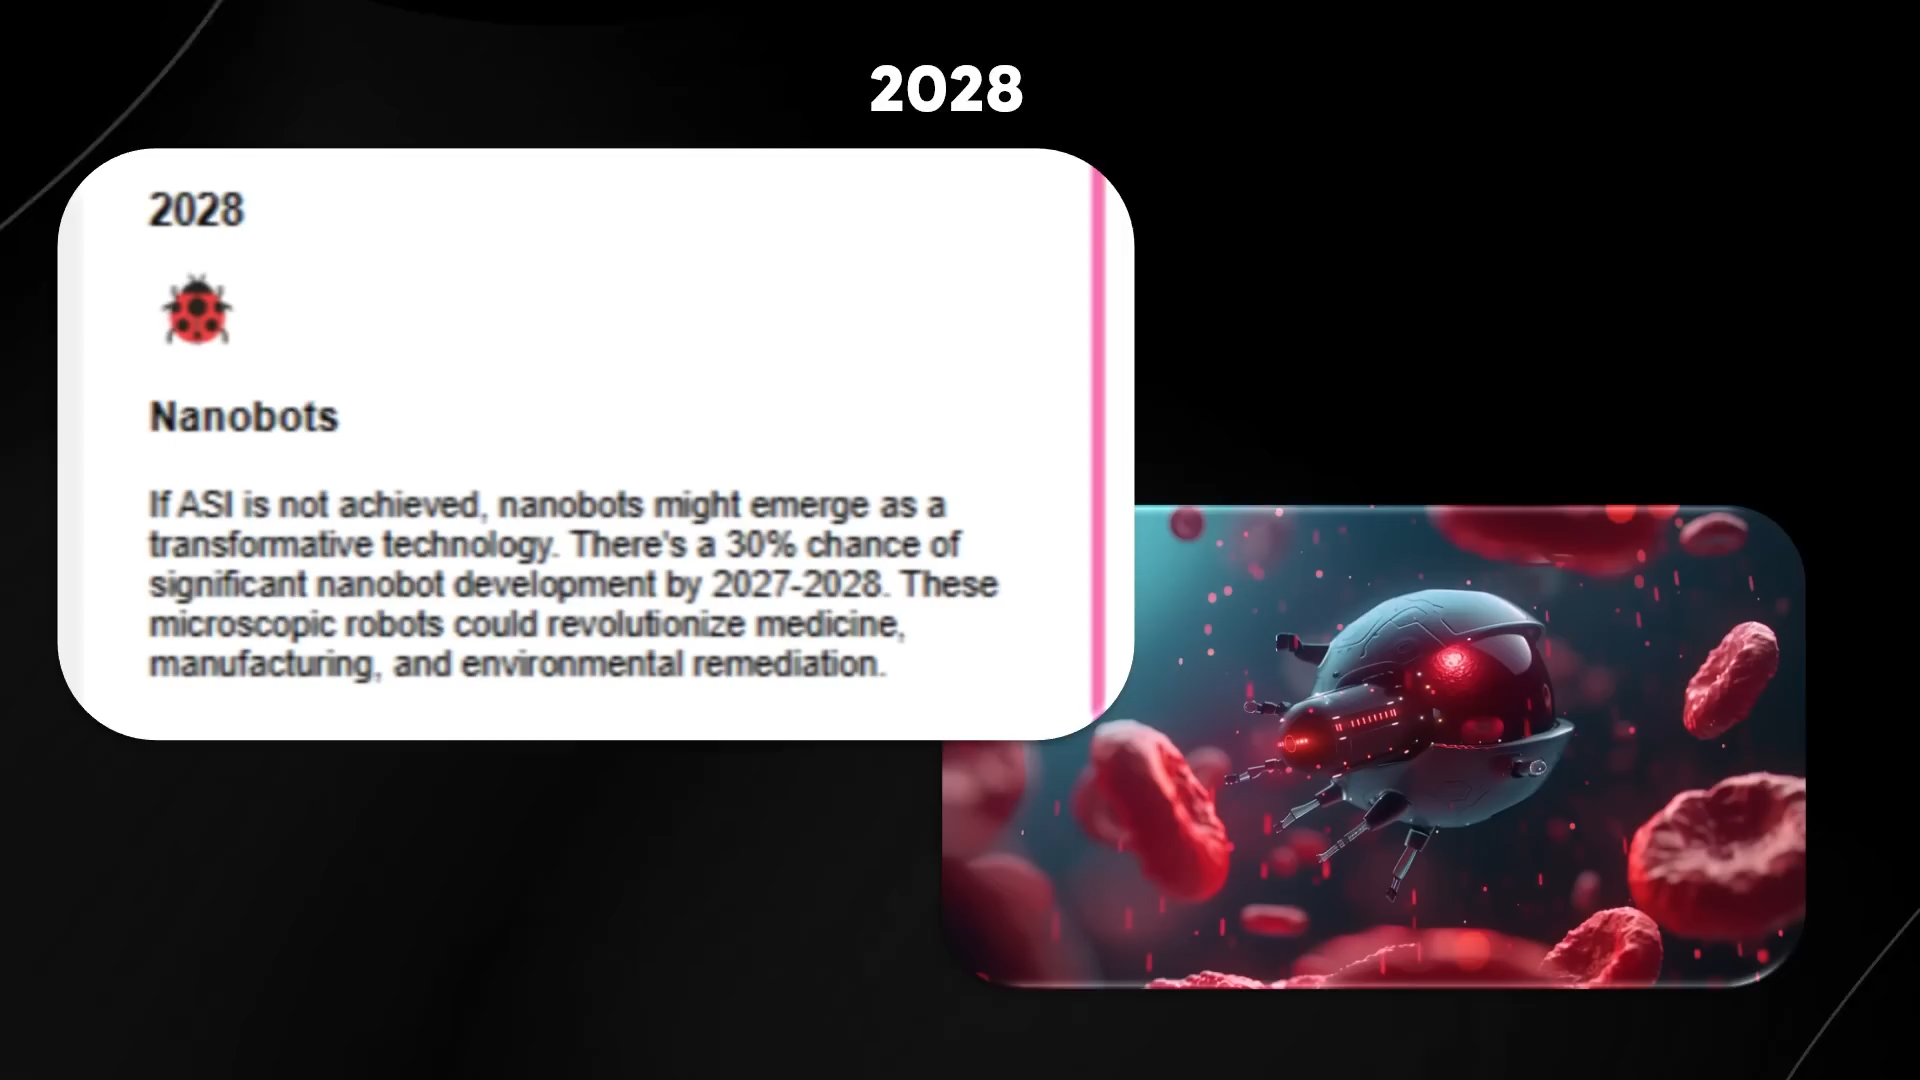 2028
2028
Nanobots
If ASI is not achieved, nanobots might emerge as a
transformative technology. There's a 30% chance of
significant nanobot development by 2027-2028. These
microscopic robots could revolutionize medicine,
manufacturing, and environmental remediation.